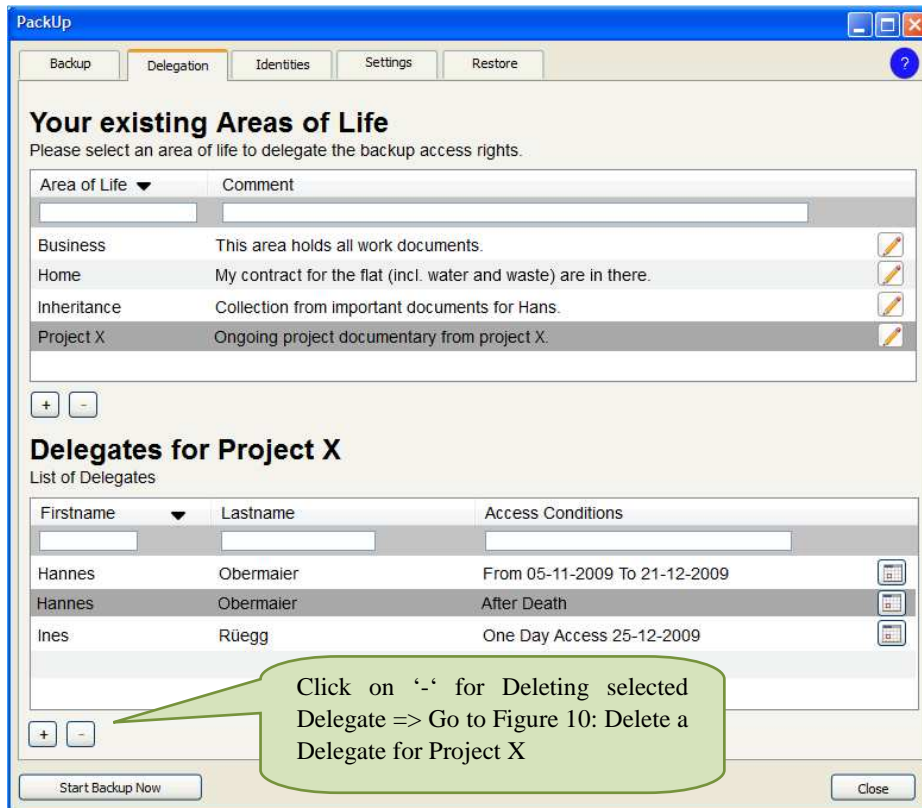 PackUp
Backup Delegation Identities Settings Restore ?
Your existing Areas of Life
Please select an area of life to delegate the backup access rights.
Area of Life Comment
Business This area holds all work documents.
Home My contract for the flat (incl. water and waste) are in there.
Inheritance Collection from important documents for Hans.
Project X Ongoing project documentary from project X.
+ -
Delegates for Project X
List of Delegates
Firstname Lastname Access Conditions
Hannes Obermaier From 05-11-2009 To 21-12-2009
Hannes Obermaier After Death
Ines Rüegg One Day Access 25-12-2009
Click on ‘-‘ for Deleting selected
Delegate => Go to Figure 10: Delete a
Delegate for Project X
+ -
Start Backup Now Close